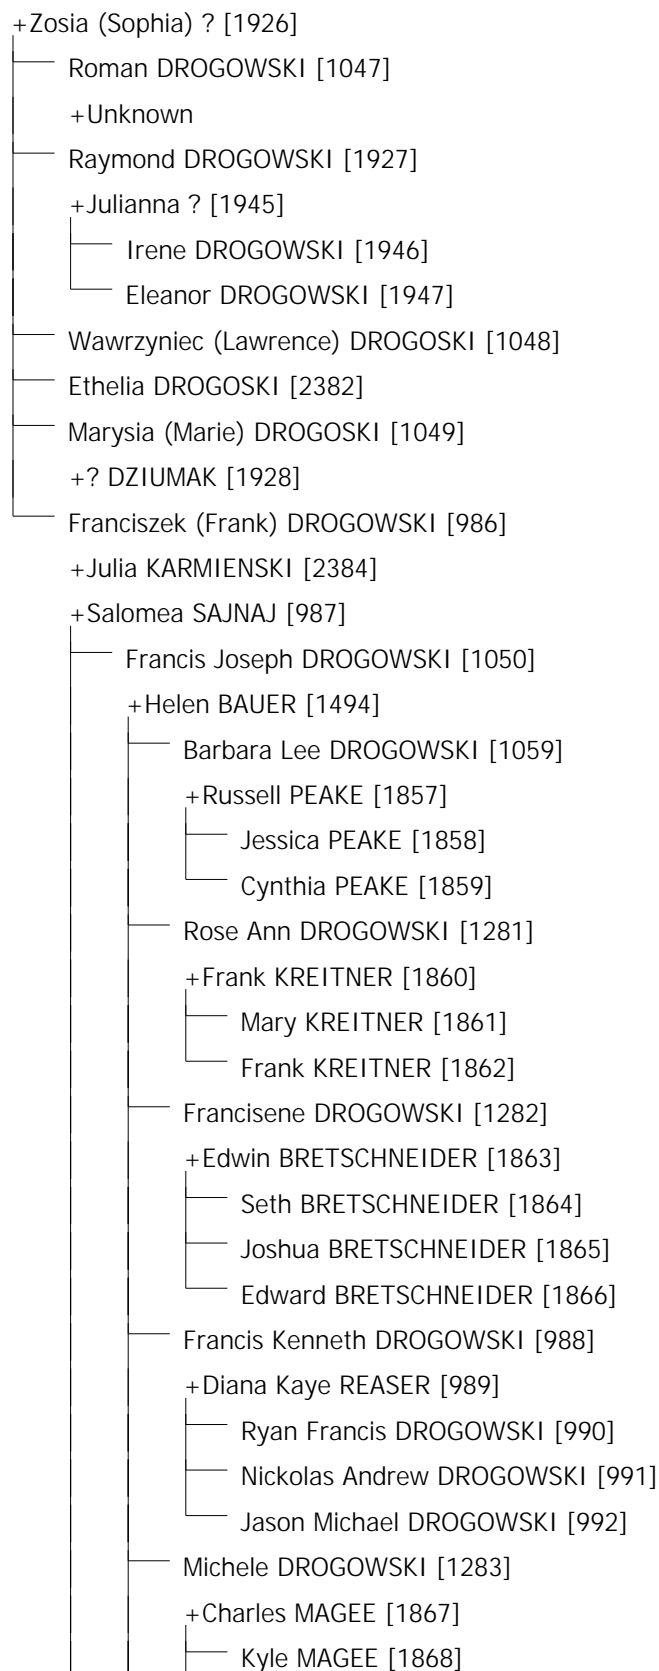 +Zosia (Sophia) ? [1926]
Roman DROGOWSKI [1047]
+Unknown
Raymond DROGOWSKI [1927]
+Julianna ? [1945]
Irene DROGOWSKI [1946]
Eleanor DROGOWSKI [1947]
Wawrzyniec (Lawrence) DROGOSKI [1048]
Ethelia DROGOSKI [2382]
Marysia (Marie) DROGOSKI [1049]
+? DZIUMAK [1928]
Franciszek (Frank) DROGOWSKI [986]
+Julia KARMIENSKI [2384]
+Salomea SAJNAJ [987]
Francis Joseph DROGOWSKI [1050]
+Helen BAUER [1494]
Barbara Lee DROGOWSKI [1059]
+Russell PEAKE [1857]
Jessica PEAKE [1858]
Cynthia PEAKE [1859]
Rose Ann DROGOWSKI [1281]
+Frank KREITNER [1860]
Mary KREITNER [1861]
Frank KREITNER [1862]
Francisene DROGOWSKI [1282]
+Edwin BRETSCHNEIDER [1863]
Seth BRETSCHNEIDER [1864]
Joshua BRETSCHNEIDER [1865]
Edward BRETSCHNEIDER [1866]
Francis Kenneth DROGOWSKI [988]
+Diana Kaye REASER [989]
Ryan Francis DROGOWSKI [990]
Nickolas Andrew DROGOWSKI [991]
Jason Michael DROGOWSKI [992]
Michele DROGOWSKI [1283]
+Charles MAGEE [1867]
Kyle MAGEE [1868]